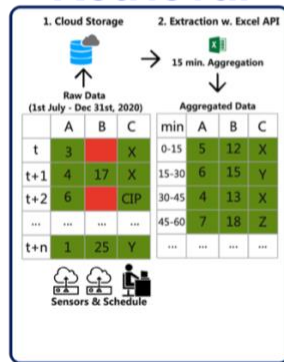 1. Cloud Storage
2. Extraction w. Excel API
15 min. Aggregation
Raw Data
(1st July - Dec 31st, 2020)
A B C
t 3 X
t+1 4 17 X
t+2 6 CIP
... ... ... ...
t+n 1 25 Y
Sensors & Schedule
Aggregated Data
min A B C
0-15 5 12 X
15-30 6 15 Y
30-45 4 13 X
45-60 7 18 Z
... ... ... ...